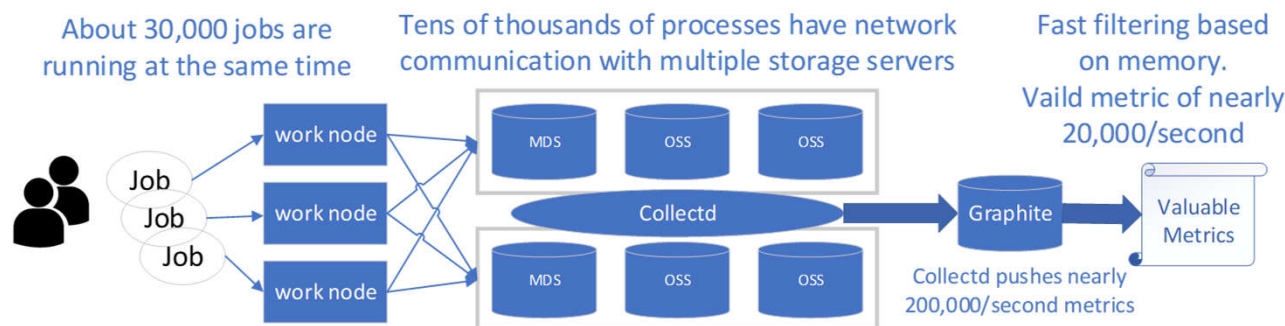 About 30,000 jobs are
running at the same time
Tens of thousands of processes have network
communication with multiple storage servers
Fast filtering based
on memory.
Vaild metric of nearly
20,000/second
Job
Job
Job
work node
work node
work node
MDS
OSS
OSS
Collectd
MDS
OSS
OSS
Graphite
Collectd pushes nearly
200,000/second metrics
Valuable
Metrics